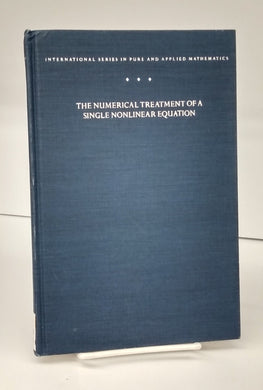 INTERNATIONAL SERIES IN PURE AND APPLIED MATHEMATICS
THE NUMERICAL TREATMENT OF A
SINGLE NONLINEAR EQUATION